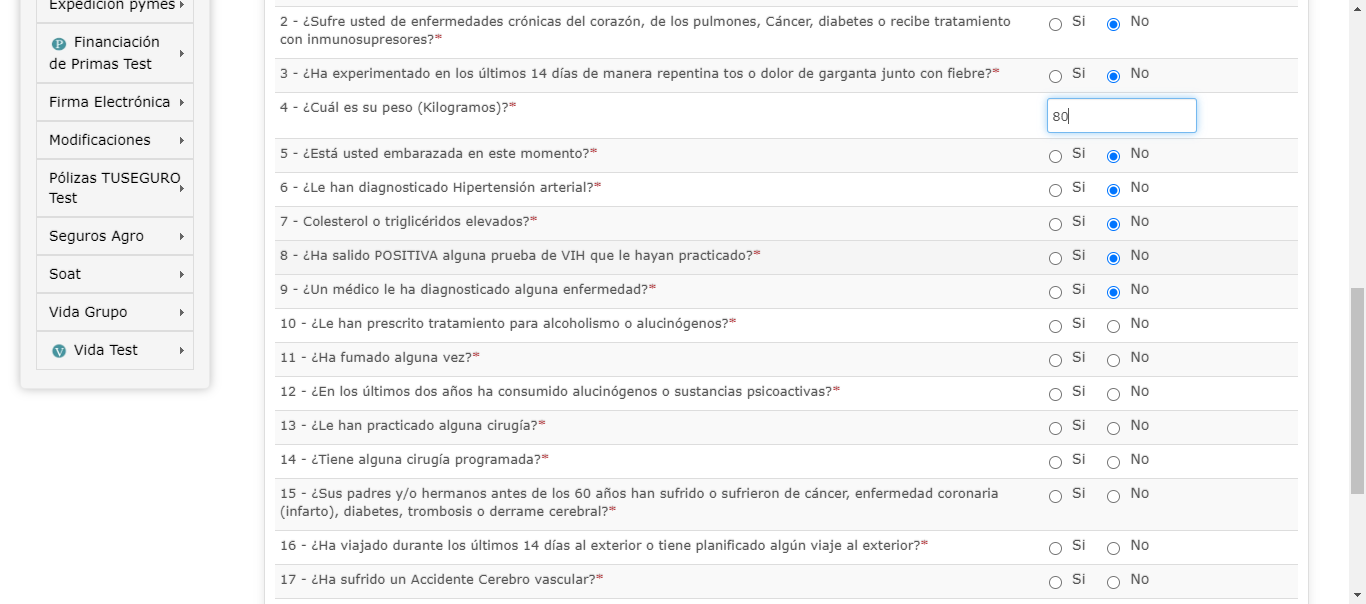 Expedición pymes
Financiación
de Primas Test
Firma Electrónica
Modificaciones
Pólizas TUSEGURO
Test
Seguros Agro
Soat
Vida Grupo
V Vida Test
2 - ¿Sufre usted de enfermedades crónicas del corazón, de los pulmones, Cáncer, diabetes o recibe tratamiento
con inmunosupresores?*
Si No
3 - ¿Ha experimentado en los últimos 14 días de manera repentina tos o dolor de garganta junto con fiebre?* Si No
4 - ¿Cuál es su peso (Kilogramos)?* 80
5 - ¿Está usted embarazada en este momento?* Si No
6 - ¿Le han diagnosticado Hipertensión arterial?* Si No
7 - Colesterol o triglicéridos elevados?* Si No
8 - ¿Ha salido POSITIVA alguna prueba de VIH que le hayan practicado?* Si No
9 - ¿Un médico le ha diagnosticado alguna enfermedad?* Si No
10 - ¿Le han prescrito tratamiento para alcoholismo o alucinógenos?* Si No
11 - ¿Ha fumado alguna vez?* Si No
12 - ¿En los últimos dos años ha consumido alucinógenos o sustancias psicoactivas?* Si No
13 - ¿Le han practicado alguna cirugía?* Si No
14 - ¿Tiene alguna cirugía programada?* Si No
15 - ¿Sus padres y/o hermanos antes de los 60 años han sufrido o sufrieron de cáncer, enfermedad coronaria
(infarto), diabetes, trombosis o derrame cerebral?*
Si No
16 - ¿Ha viajado durante los últimos 14 días al exterior o tiene planificado algún viaje al exterior?* Si No
17 - ¿Ha sufrido un Accidente Cerebro vascular?* Si No